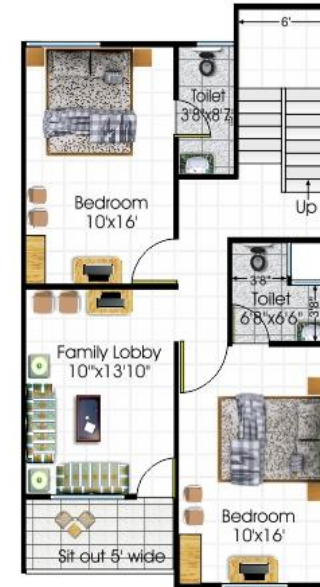 6'
Toilet
3'8"x8'7"
Bedroom
10'x16'
Up
3'8"
Toilet
6'8"x6'6"
3'8"
Family Lobby
10"x13'10"
Bedroom
10'x16'
Sit out 5' wide